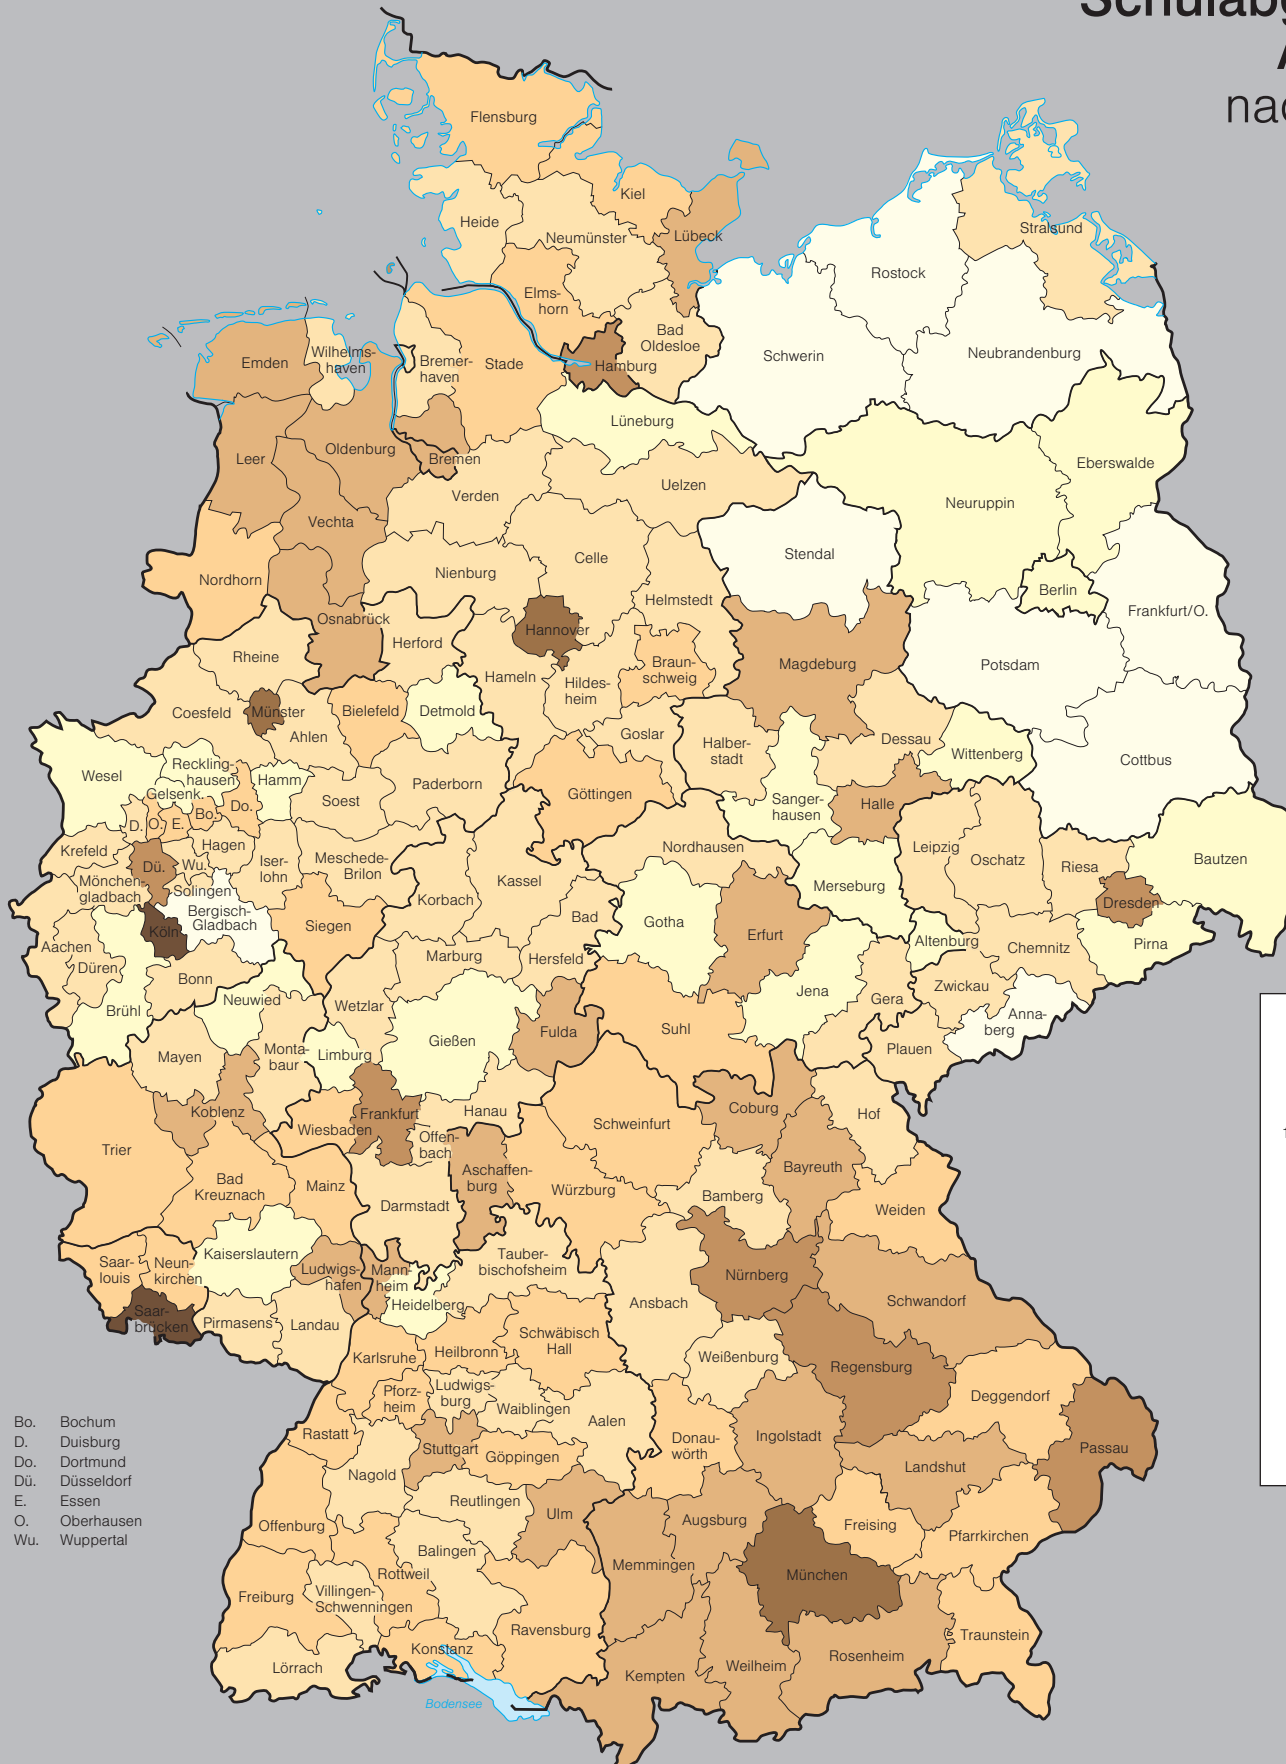 Flensburg
Kiel
Heide
Neumünster
Lübeck
Stralsund
Rostock
Elms-
horn
Bad
Oldesloe
Schwerin
Neubrandenburg
Emden
Wilhelms-
haven
Bremer-
haven
Stade
Hamburg
Lüneburg
Leer
Oldenburg
Bremen
Eberswalde
Verden
Uelzen
Neuruppin
Vechta
Stendal
Nordhorn
Nienburg
Celle
Berlin
Frankfurt/O.
Helmstedt
Osnabrück
Herford
Hannover
Rheine
Magdeburg
Potsdam
Braun-
schweig
Hameln
Hildes-
heim
Coesfeld
Münster
Bielefeld
Detmold
Ahlen
Goslar
Halber-
stadt
Dessau
Wittenberg
Cottbus
Wesel
Reckling-
hausen
Hamm
Gelsenk.
Soest
Paderborn
Göttingen
Sanger-
hausen
Halle
D.
O.
E.
Bo.
Do.
Krefeld
Dü.
Wu.
Hagen
Iser-
lohn
Meschede-
Brilon
Nordhausen
Leipzig
Oschatz
Riesa
Bautzen
Mönchen-
gladbach
Solingen
Bergisch-
Gladbach
Köln
Siegen
Korbach
Kassel
Merseburg
Dresden
Bad
Hersfeld
Gotha
Erfurt
Altenburg
Chemnitz
Pirna
Aachen
Düren
Bonn
Marburg
Brühl
Neuwied
Wetzlar
Jena
Gera
Zwickau
Anna-
berg
Mayen
Monta-
baur
Limburg
Gießen
Fulda
Suhl
Plauen
Koblenz
Frankfurt
Wiesbaden
Hanau
Offen-
bach
Schweinfurt
Coburg
Hof
Trier
Bad
Kreuznach
Mainz
Darmstadt
Aschaffen-
burg
Würzburg
Bayreuth
Bamberg
Weiden
Saar-
louis
Neun-
kirchen
Kaiserslautern
Ludwigs-
hafen
Mann-
heim
Heidelberg
Tauber-
bischofsheim
Nürnberg
Ansbach
Schwandorf
Saar-
brücken
Pirmasens
Landau
Karlsruhe
Heilbronn
Schwäbisch
Hall
Weißenburg
Regensburg
Deggendorf
Pforz-
heim
Ludwigs-
burg
Waiblingen
Aalen
Rastatt
Stuttgart
Göppingen
Donau-
wörth
Ingolstadt
Landshut
Passau
Nagold
Reutlingen
Ulm
Augsburg
Freising
Pfarrkirchen
Offenburg
Balingen
Rottweil
Memmingen
München
Freiburg
Villingen-
Schwenningen
Ravensburg
Konstanz
Lörrach
Kempten
Weilheim
Rosenheim
Traunstein
Bodensee
Bo. Bochum
D. Duisburg
Do. Dortmund
Dü. Düsseldorf
E. Essen
O. Oberhausen
Wu. Wuppertal